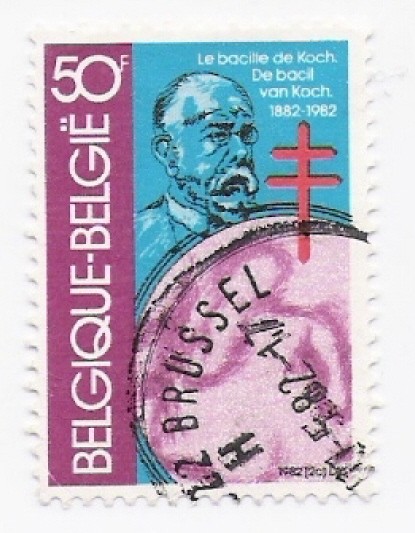 50F
BELGIQUE-BELGIË
Le bacille de Koch.
De bacil
van Koch.
1882-1982
BRUSSEL
H
1982